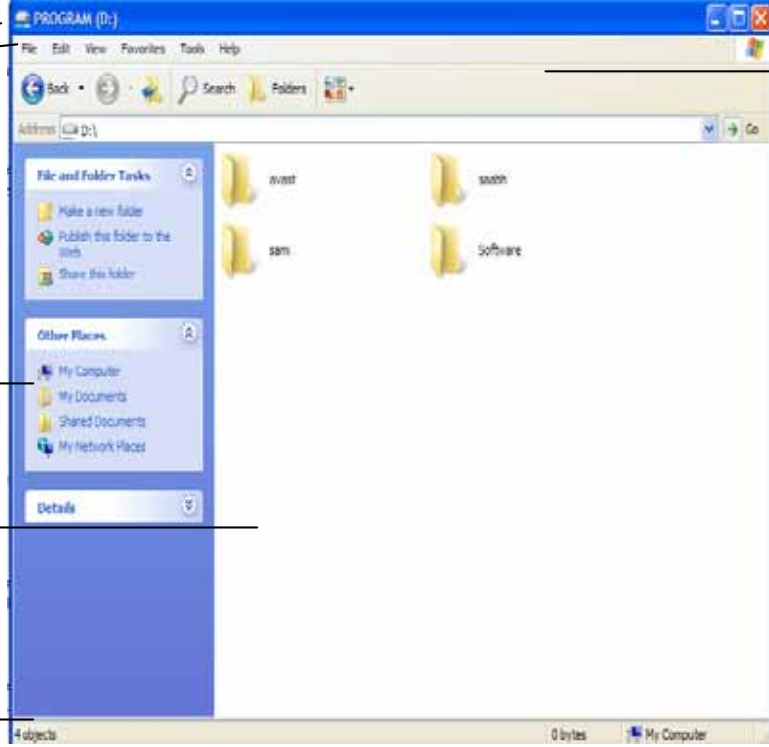 PROGRAM (D:)
File Edit View Favorites Tools Help
Back Search Folders
Address D:\ Go
File and Folder Tasks
Make a new folder
Publish this folder to the
Web
Share this folder
Other Places
My Computer
My Documents
Shared Documents
My Network Places
Details
avast
sam Software
4 objects 0 bytes My Computer